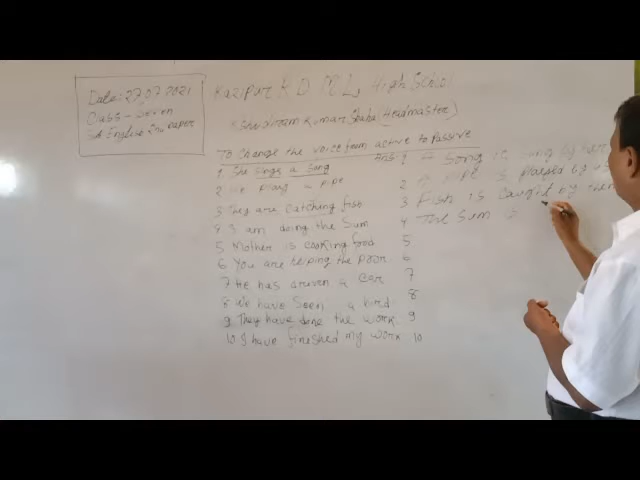 Date: 27.07.2021
Class - Seven
Sub English 2nd paper
Kazipur K D M L High School
Kshudiram Kumar Shaha (Headmaster)
To Change the voice from active to passive
1 She sings a Song
2 We play a pipe
3 They are catching fish
4 I am doing the Sum
5 Mother is cooking food
6 You are helping the poor
7 He has driven a car
8 We have Seen a bird
9 They have done the work.
10 I have finished my work
Ans: 1 A Song is sung by her
2 A pipe is played by us
3 Fish is Caught by them
4 The Sum
5
6
7
8
9
10